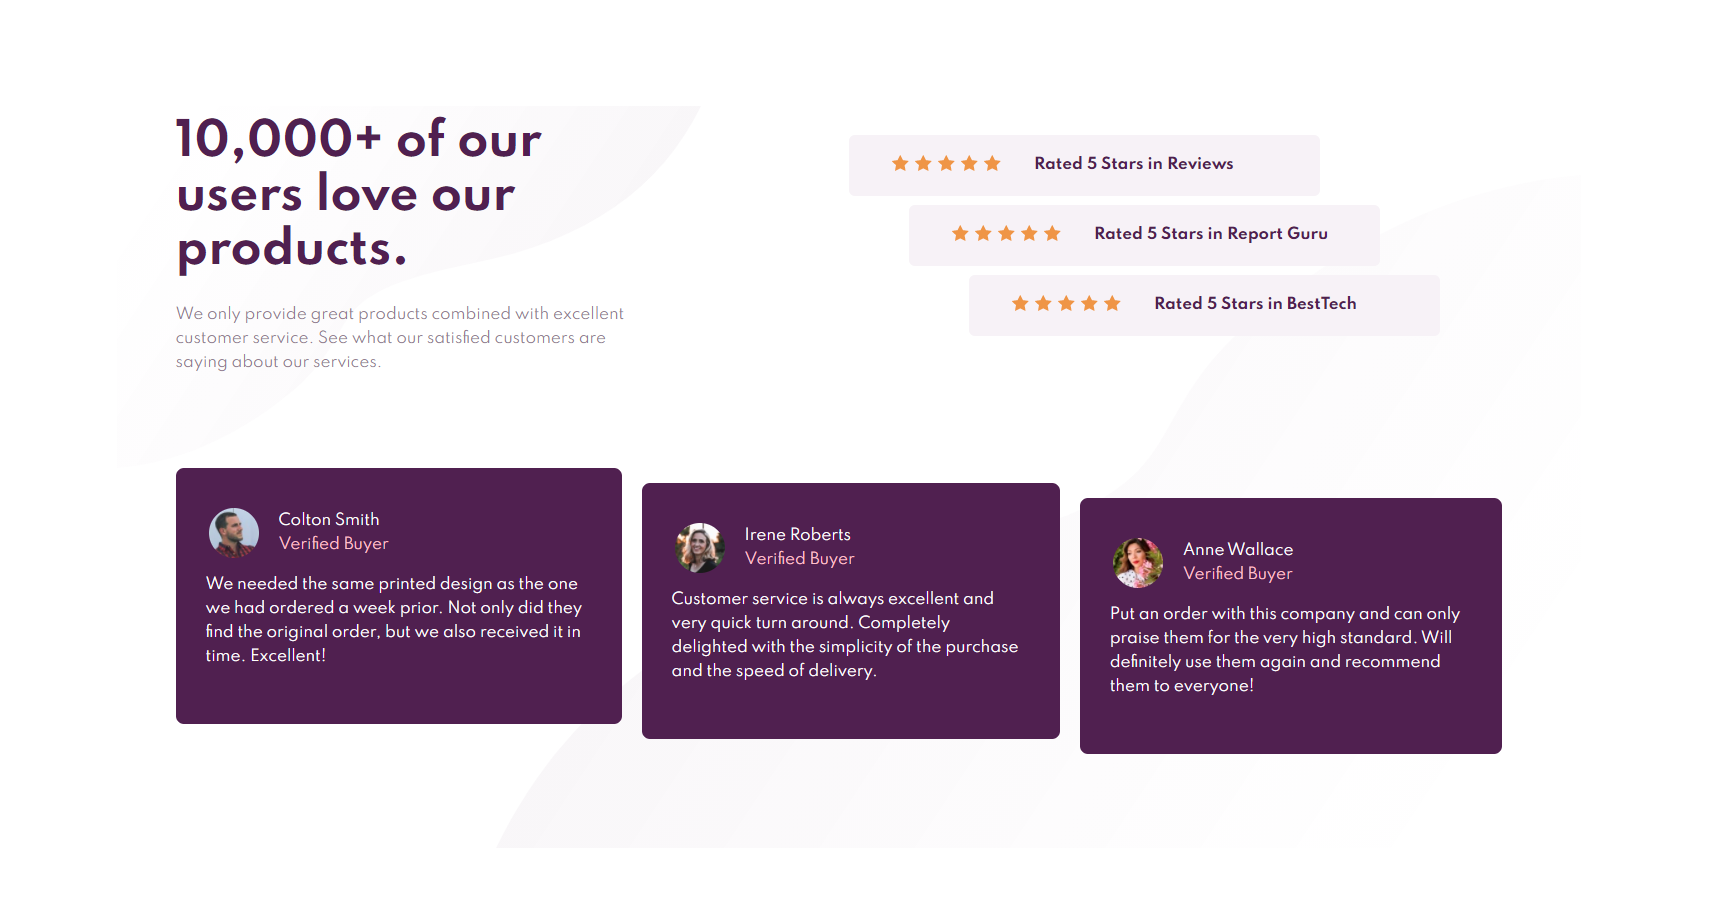 10,000+ of our
users love our
products.
We only provide great products combined with excellent
customer service. See what our satisfied customers are
saying about our services.
Rated 5 Stars in Reviews
Rated 5 Stars in Report Guru
Rated 5 Stars in BestTech
Colton Smith
Verified Buyer
We needed the same printed design as the one
we had ordered a week prior. Not only did they
find the original order, but we also received it in
time. Excellent!
Irene Roberts
Verified Buyer
Customer service is always excellent and
very quick turn around. Completely
delighted with the simplicity of the purchase
and the speed of delivery.
Anne Wallace
Verified Buyer
Put an order with this company and can only
praise them for the very high standard. Will
definitely use them again and recommend
them to everyone!